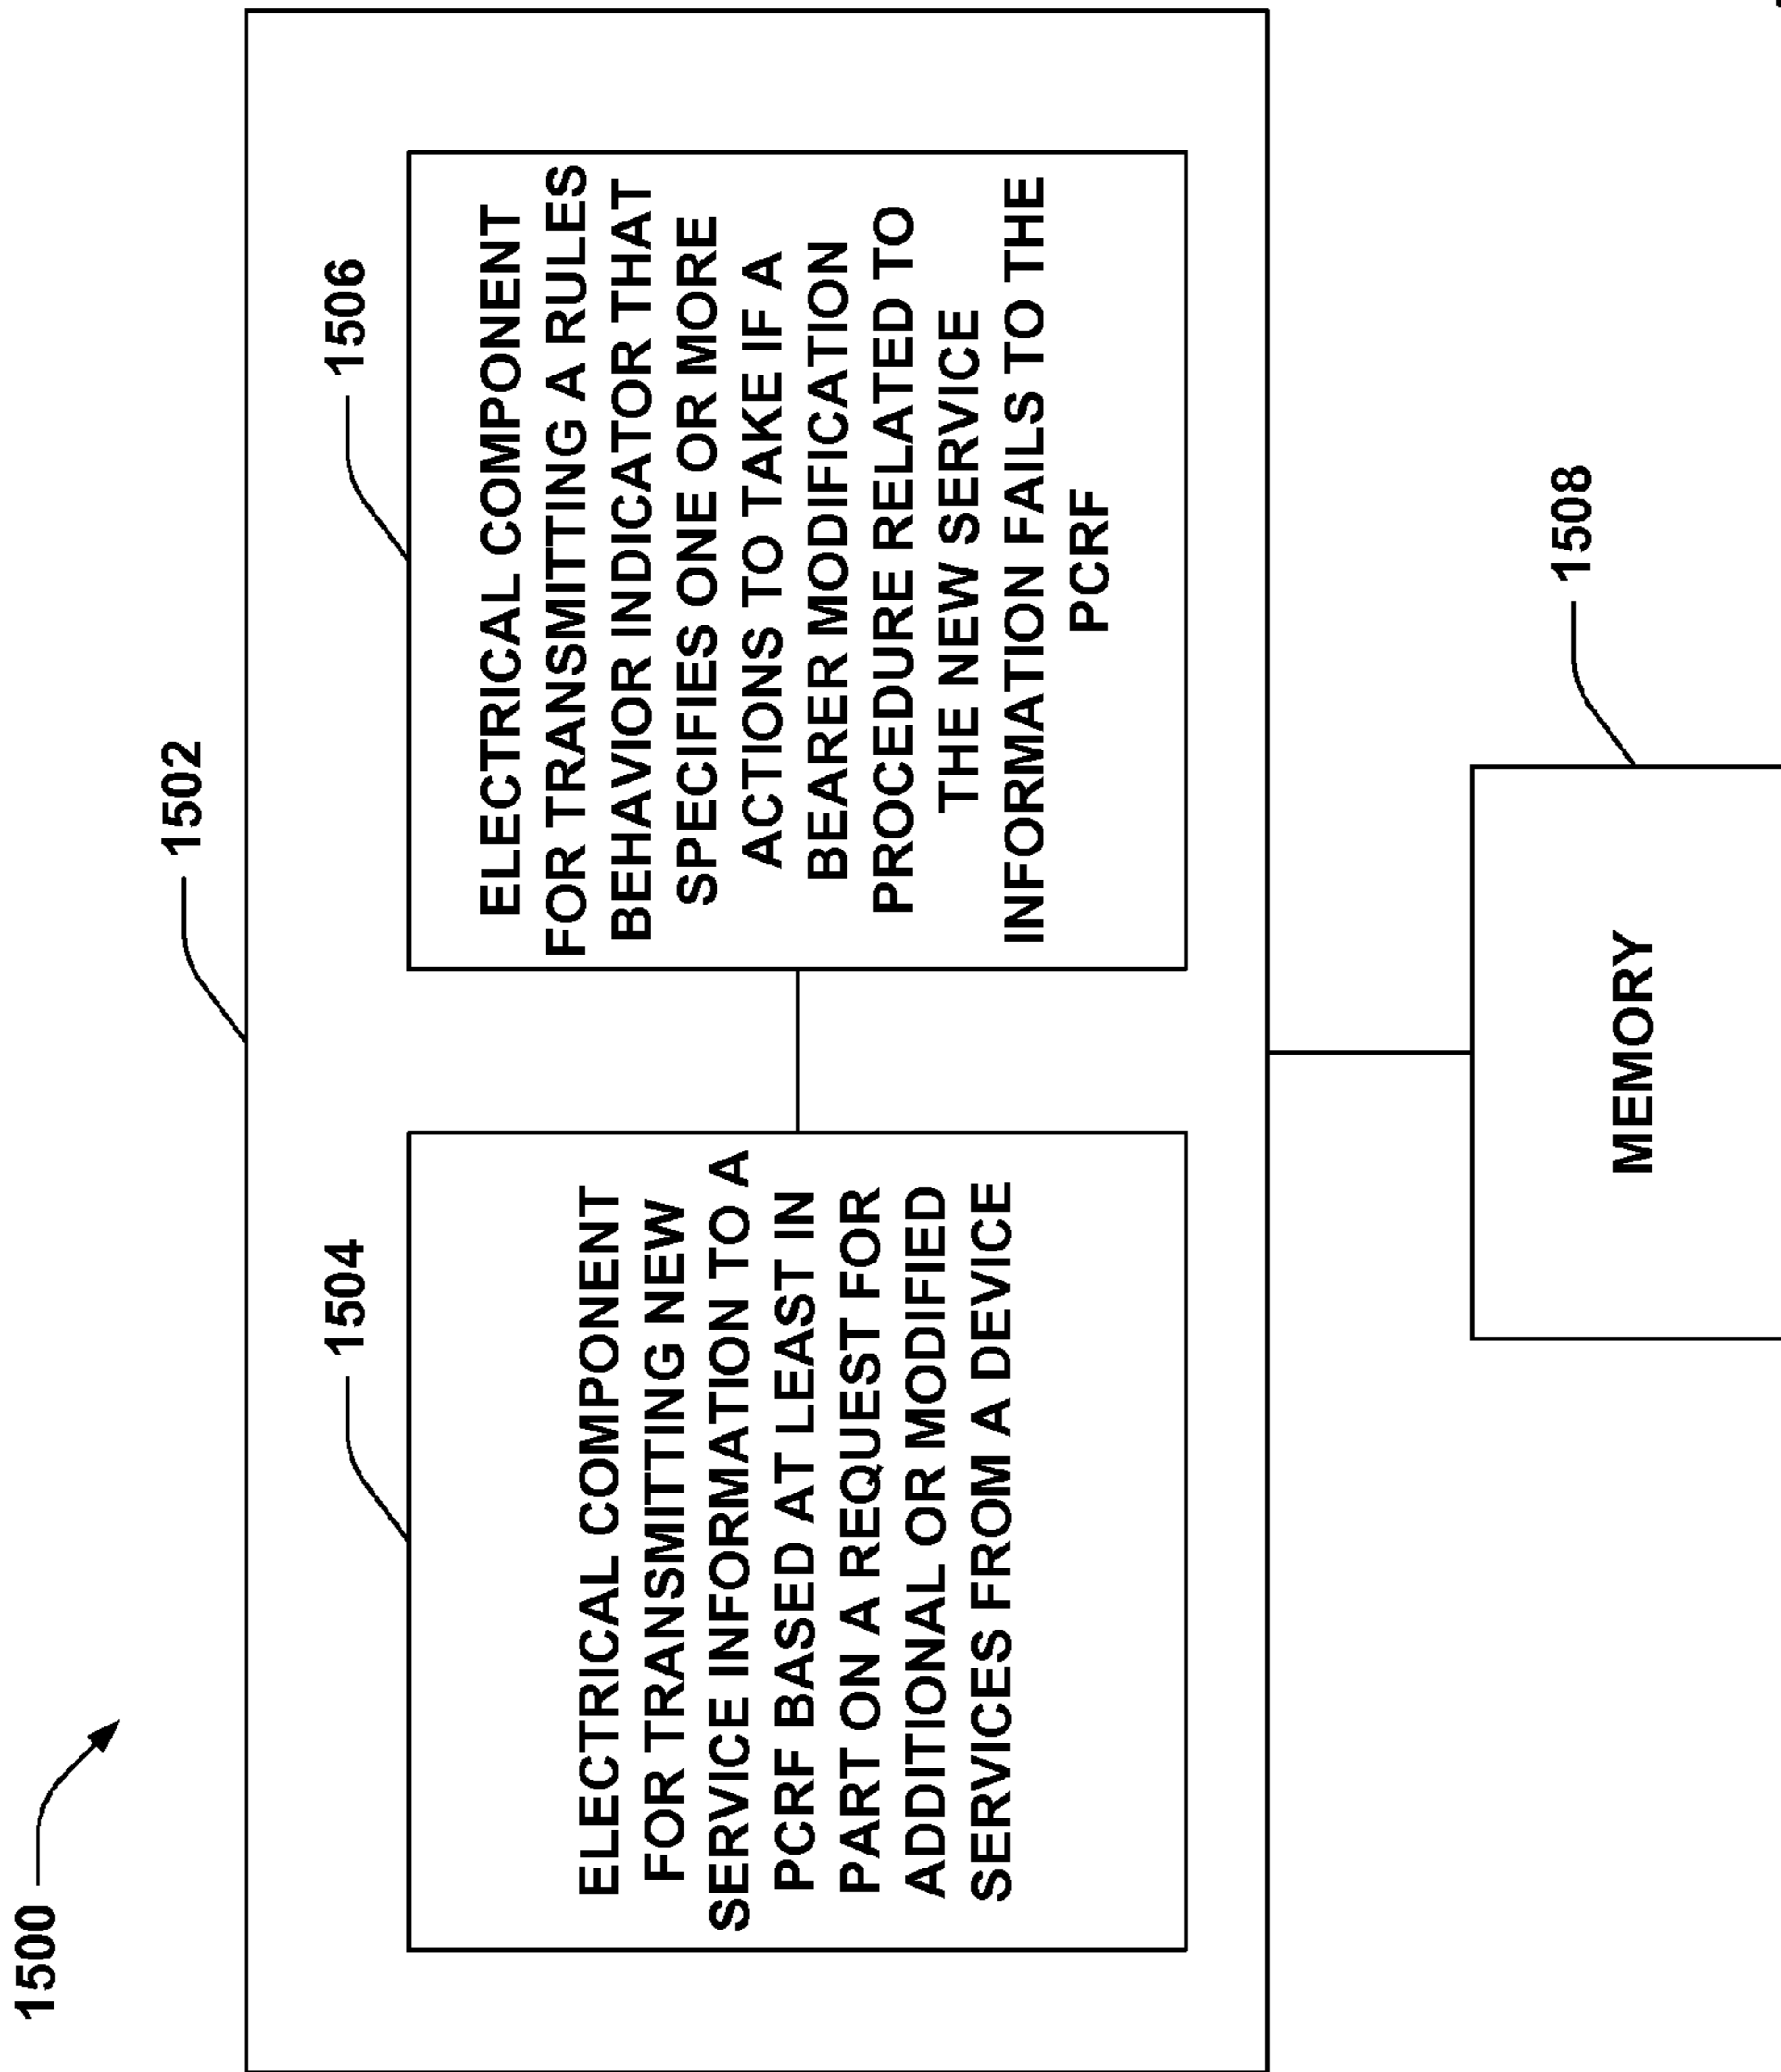 1500
1502
1504
ELECTRICAL COMPONENT
FOR TRANSMITTING NEW
SERVICE INFORMATION TO A
PCRF BASED AT LEAST IN
PART ON A REQUEST FOR
ADDITIONAL OR MODIFIED
SERVICES FROM A DEVICE
1506
ELECTRICAL COMPONENT
FOR TRANSMITTING A RULES
BEHAVIOR INDICATOR THAT
SPECIFIES ONE OR MORE
ACTIONS TO TAKE IF A
BEARER MODIFICATION
PROCEDURE RELATED TO
THE NEW SERVICE
INFORMATION FAILS TO THE
PCRF
1508
MEMORY